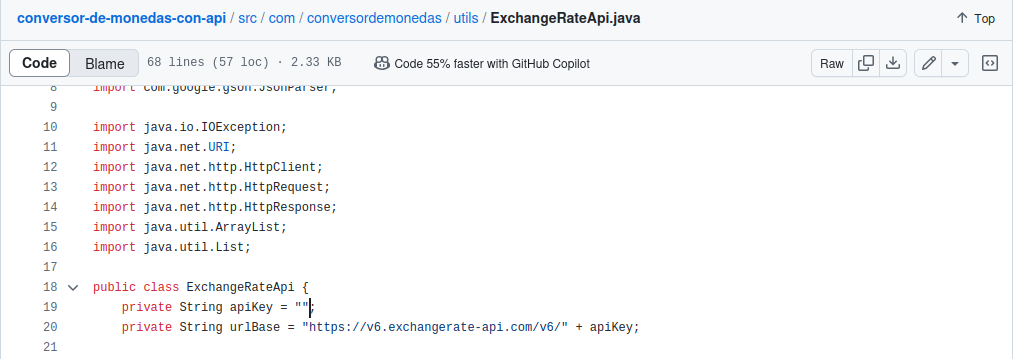 conversor-de-monedas-con-api / src / com / conversordemonedas / utils / ExchangeRateApi.java
Top
Code Blame 68 lines (57 loc) · 2.33 KB Code 55% faster with GitHub Copilot Raw
8 import com.google.gson.JsonParser;
9
10 import java.io.IOException;
11 import java.net.URI;
12 import java.net.http.HttpClient;
13 import java.net.http.HttpRequest;
14 import java.net.http.HttpResponse;
15 import java.util.ArrayList;
16 import java.util.List;
17
18 public class ExchangeRateApi {
19 private String apiKey = "";
20 private String urlBase = "https://v6.exchangerate-api.com/v6/" + apiKey;
21